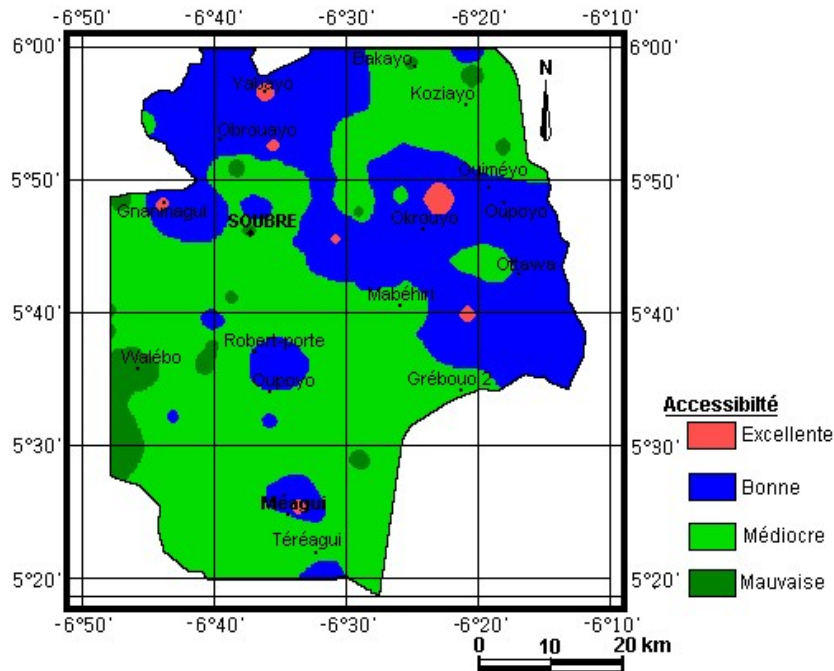 -6°50' -6°40' -6°30' -6°20' -6°10'
6°00' 6°00'
Bakayo
N
Yabayo
Koziayo
Obrouayo
5°50' Ouiméyo 5°50'
Gnaninagui
Oupoyo
SOUBRE Okrouyo
Ottawa
Mabéhiri
5°40' 5°40'
Robert-porte
Walébo
Oupoyo Grébouo 2
Accessibilté
5°30' 5°30'
Excellente
Bonne
Méagui
Médiocre
Téréagui
5°20' 5°20'
Mauvaise
-6°50' -6°40' -6°30' -6°20' -6°10'
0 10 20 km